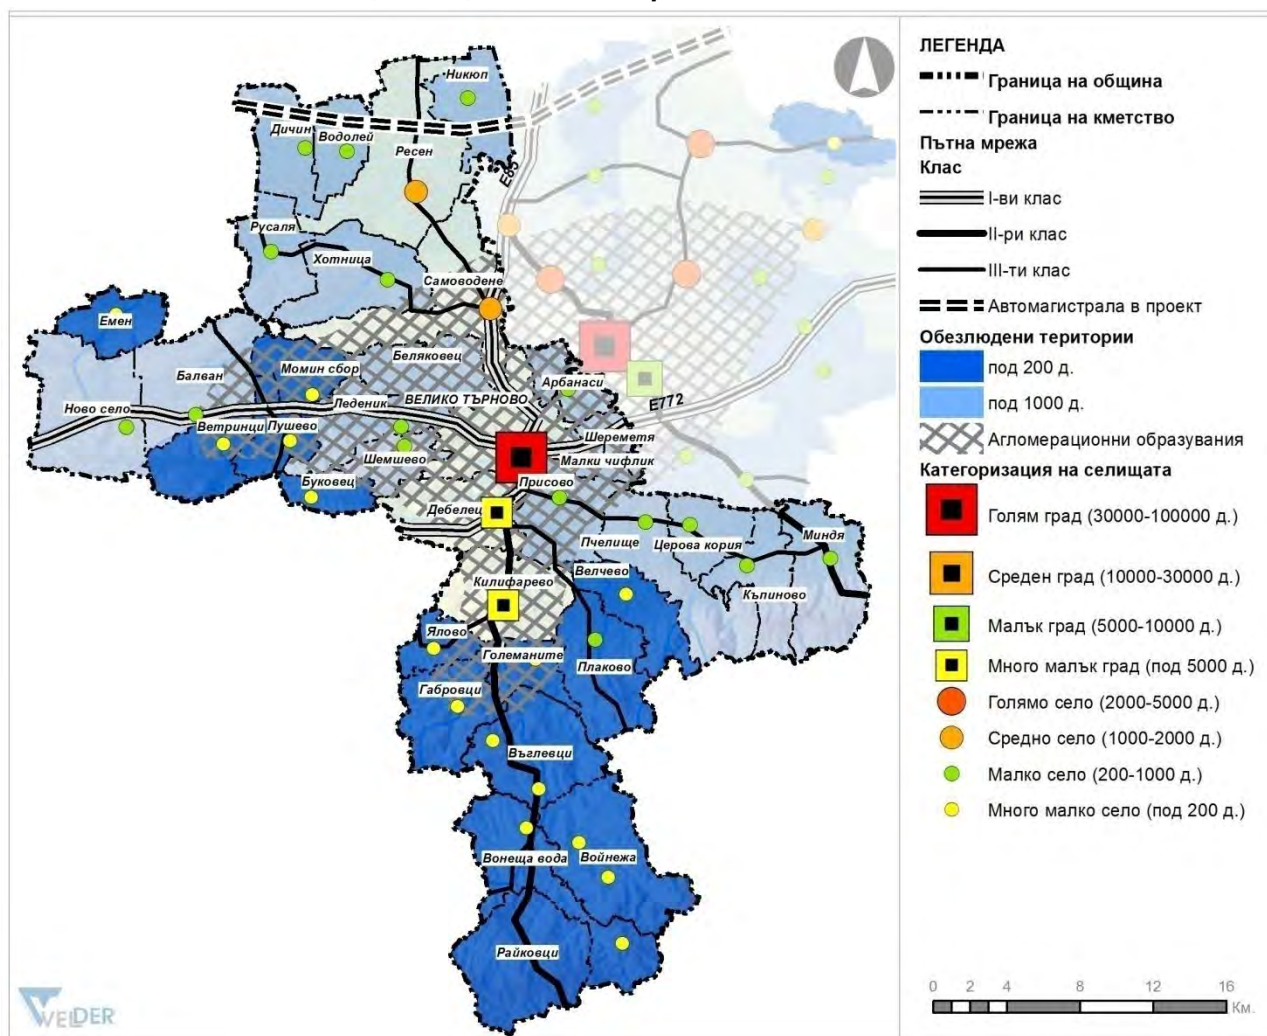 Никюп
Дичин
Водолей
Ресен
E85
Русаля
Хотница
Самоводене
Емен
Беляковец
Момин сбор
Балван
Арбанаси
Леденик
ВЕЛИКО ТЪРНОВО
E772
Ново село
Ветринци
Пушево
Шереметя
Шемшево
Малки чифлик
Буковец
Присово
Дебелец
Пчелище
Церова кория
Миндя
Велчево
Килифарево
Къпиново
Ялово
Големаните
Плаково
Габровци
Въглевци
Вонеща вода
Войнежа
Райковци
ЛЕГЕНДА
Граница на община
Граница на кметство
Пътна мрежа
Клас
I-ви клас
II-ри клас
III-ти клас
Автомагистрала в проект
Обезлюдени територии
под 200 д.
под 1000 д.
Агломерационни образувания
Категоризация на селищата
Голям град (30000-100000 д.)
Среден град (10000-30000 д.)
Малък град (5000-10000 д.)
Много малък град (под 5000 д.)
Голямо село (2000-5000 д.)
Средно село (1000-2000 д.)
Малко село (200-1000 д.)
Много малко село (под 200 д.)
0 2 4 8 12 16
Км.
VELDER